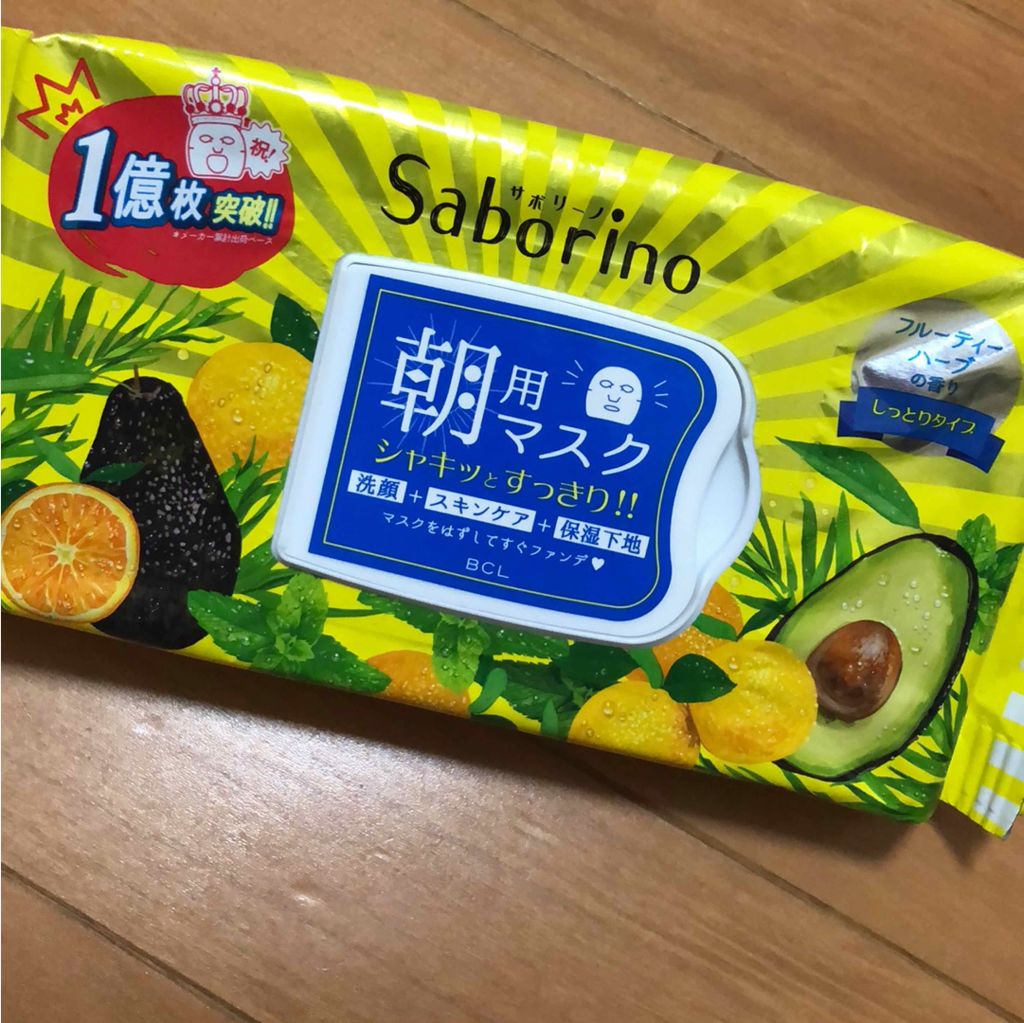 祝!
1億枚突破!!
*メーカー累計出荷ベース
サボリーノ
Saborino
朝用マスク
シャキッとすっきり!!
洗顔+スキンケア+保湿下地
マスクをはずしてすぐファンデ♥
BCL
フルーティー
ハーブ
の香り
しっとりタイプ